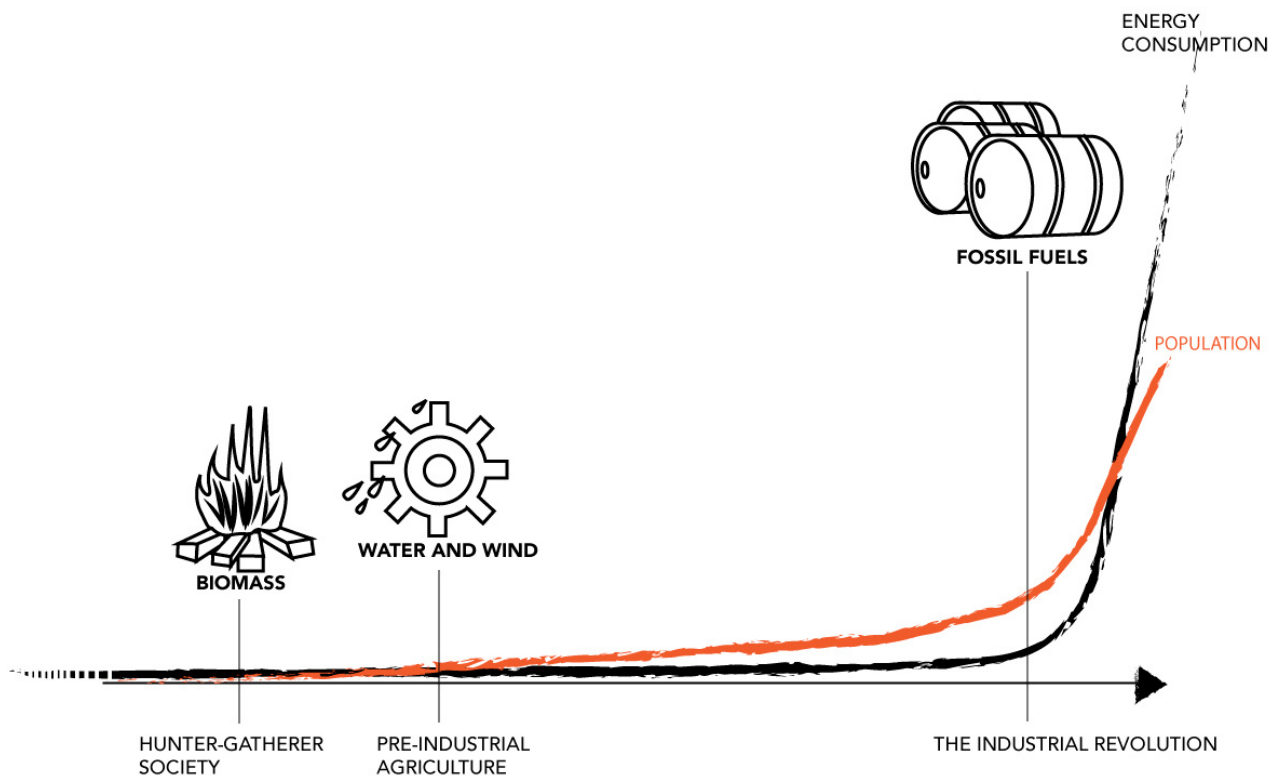 ENERGY
CONSUMPTION
FOSSIL FUELS
POPULATION
WATER AND WIND
BIOMASS
HUNTER-GATHERER
SOCIETY
PRE-INDUSTRIAL
AGRICULTURE
THE INDUSTRIAL REVOLUTION